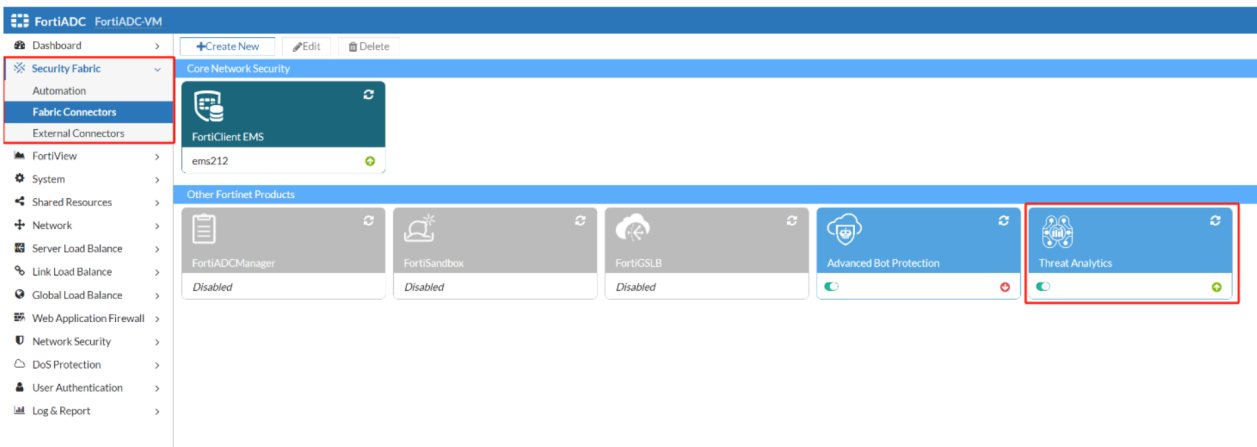 FortiADC FortiADC-VM
Dashboard
Security Fabric
Automation
Fabric Connectors
External Connectors
FortiView
System
Shared Resources
Network
Server Load Balance
Link Load Balance
Global Load Balance
Web Application Firewall
Network Security
DoS Protection
User Authentication
Log & Report
+Create New Edit Delete
Core Network Security
FortiClient EMS
ems212
Other Fortinet Products
FortiADCManager
Disabled
FortiSandbox
Disabled
FortiGSLB
Disabled
Advanced Bot Protection
Threat Analytics